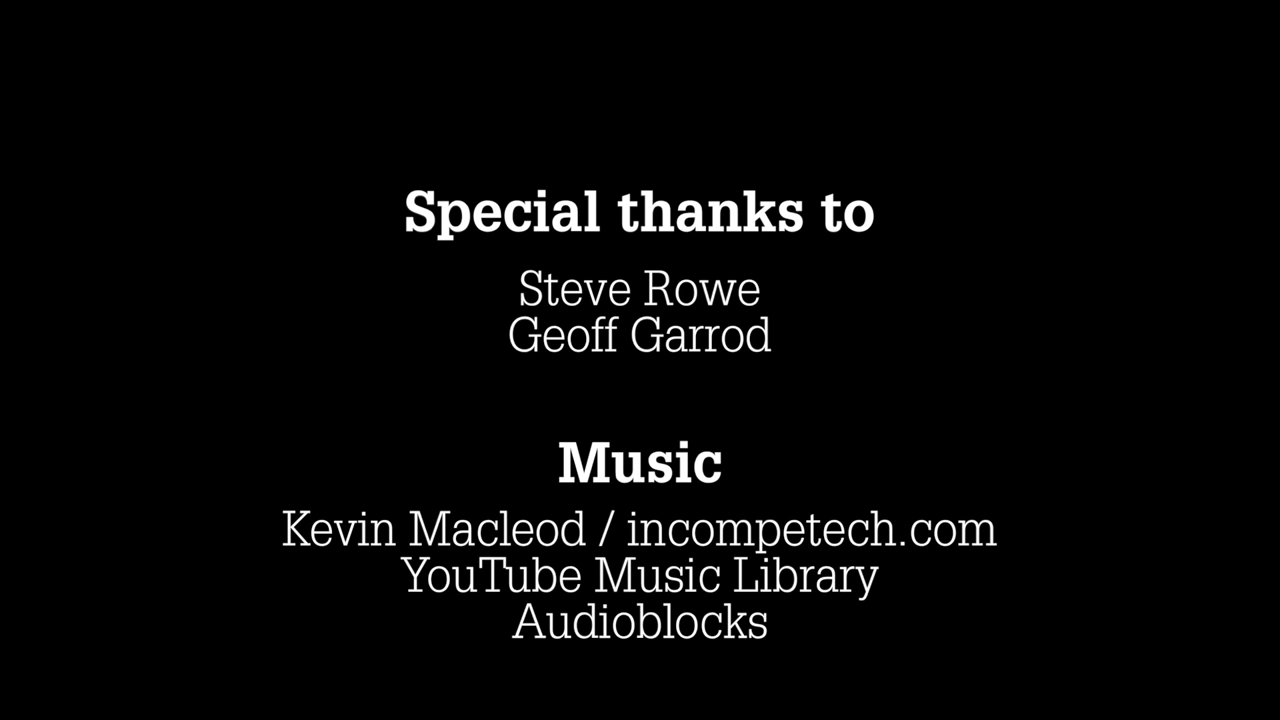 Special thanks to
Steve Rowe
Geoff Garrod
Music
Kevin Macleod / incompetech.com
YouTube Music Library
Audioblocks